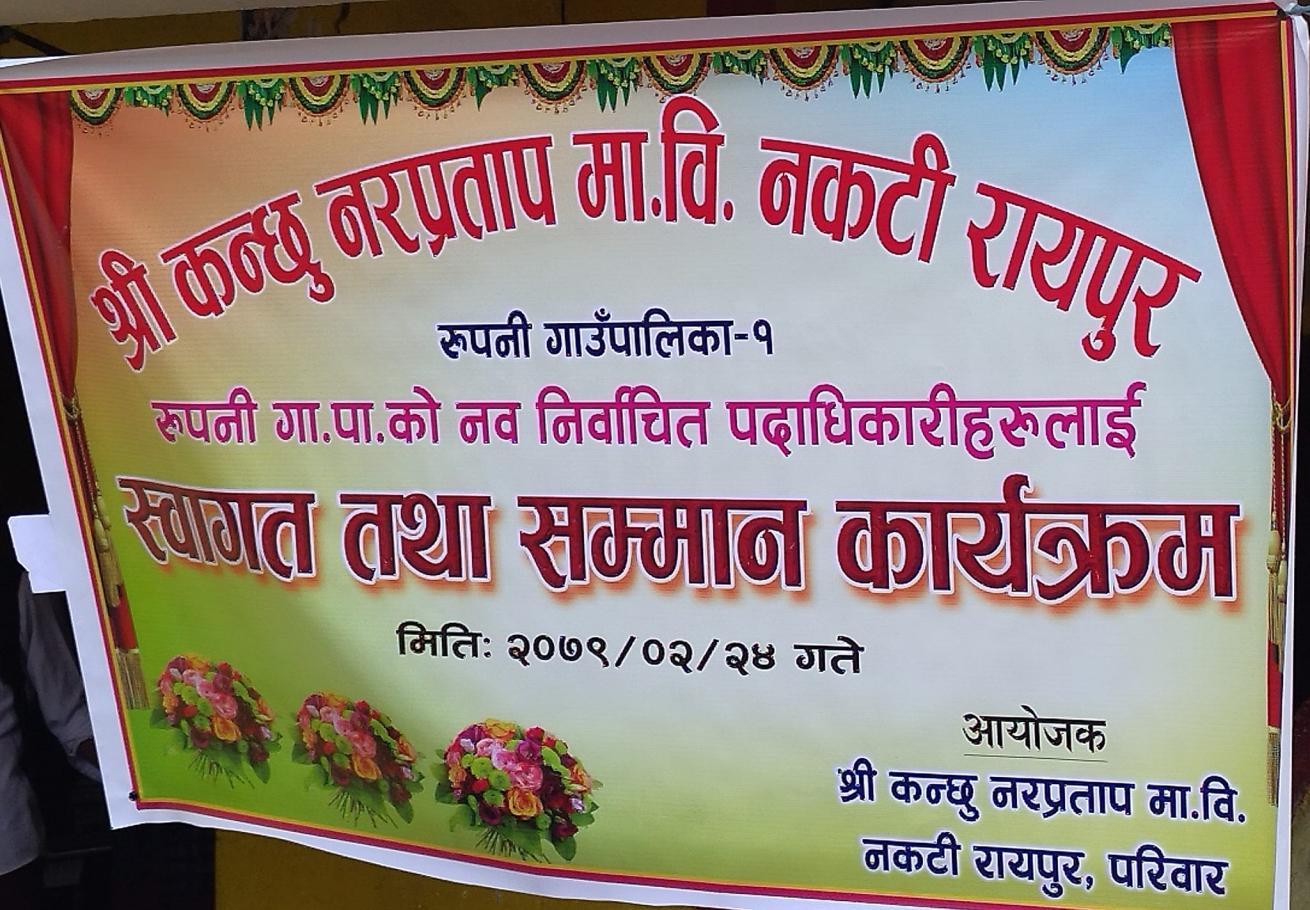 श्री कन्छु नरप्रताप मा.वि. नकटी रायपुर
रुपनी गाउँपालिका-१
रुपनी गा.पा.को नव निर्वाचित पदाधिकारीहरुलाई
स्वागत तथा सम्मान कार्यक्रम
मिति: २०७९/०२/२४ गते
आयोजक
श्री कन्छु नरप्रताप मा.वि.
नकटी रायपुर, परिवार